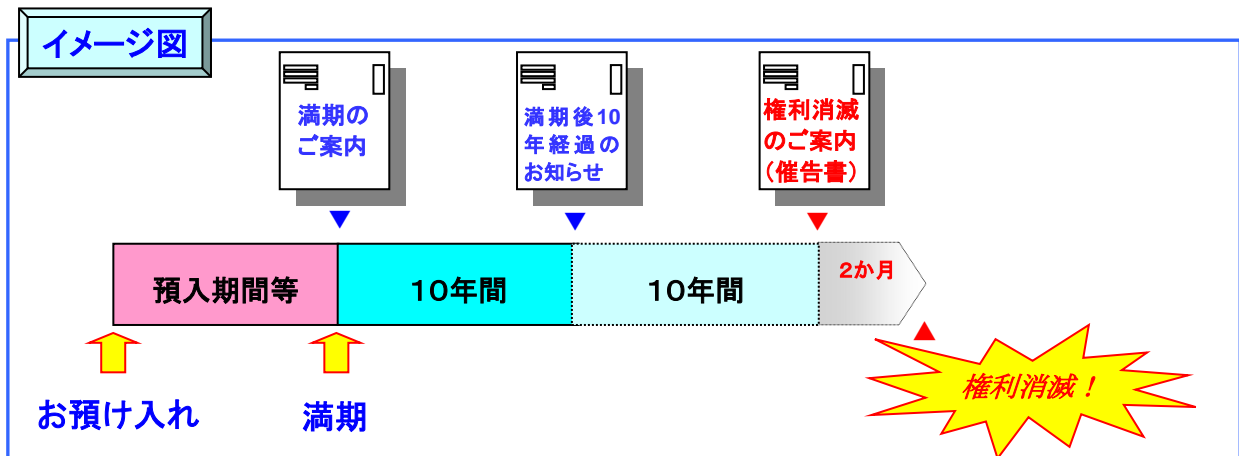 イメージ図
満期の
ご案内
満期後10
年経過の
お知らせ
権利消滅
のご案内
(催告書)
預入期間等
10年間
10年間
2か月
お預け入れ
満期
権利消滅!